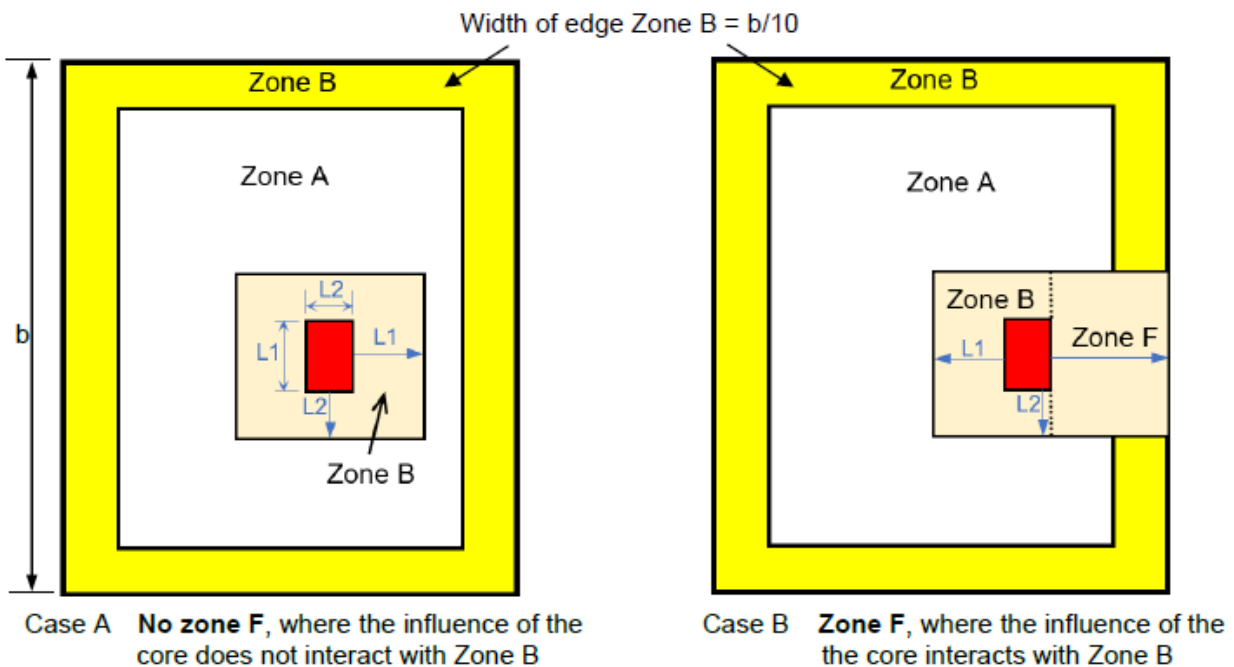 Width of edge Zone B = b/10
Zone B
Zone A
b
L2
L1
L1
L2
Zone B
Case A No zone F, where the influence of the
core does not interact with Zone B
Zone B
Zone A
Zone B
L1
Zone F
L2
Case B Zone F, where the influence of the
the core interacts with Zone B